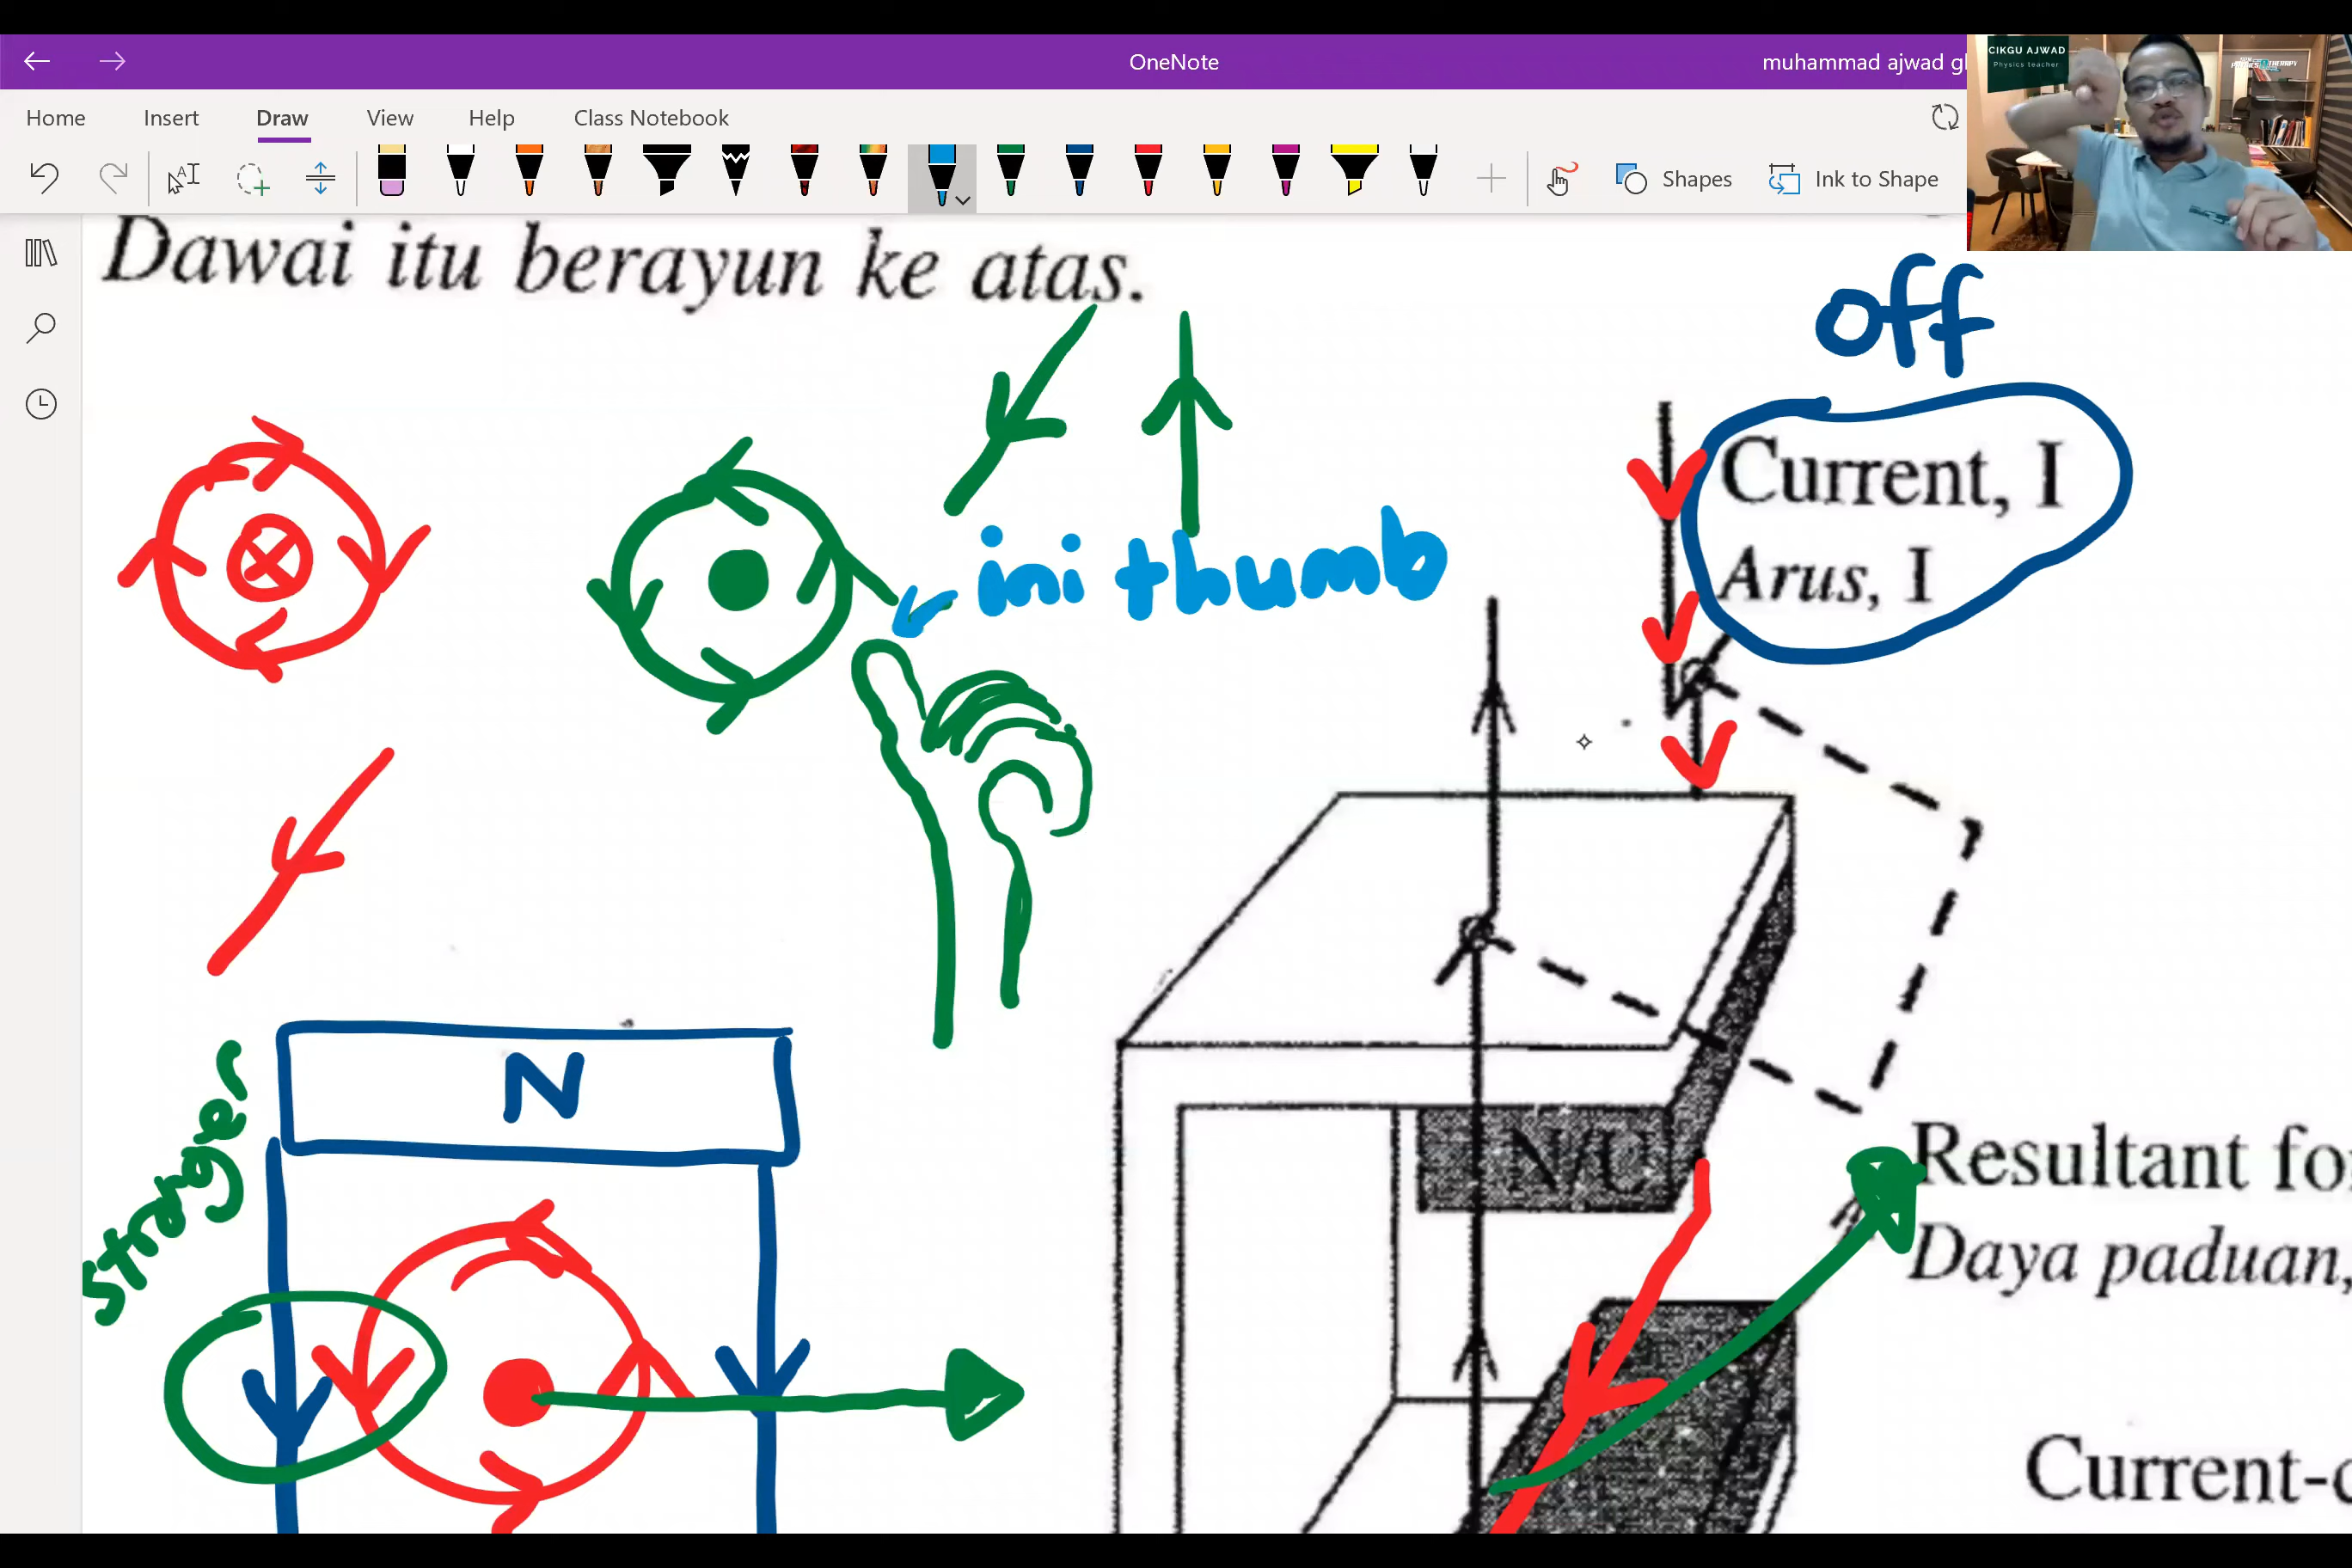 OneNote
muhammad ajwad gl
CIKGU AJWAD
Physics teacher
Home Insert Draw View Help Class Notebook
Shapes
Ink to Shape
Dawai itu berayun ke atas.
off
Current, I
Arus, I
ini thumb
N
stronger
N/U
Resultant fo
Daya paduan,
Current-c